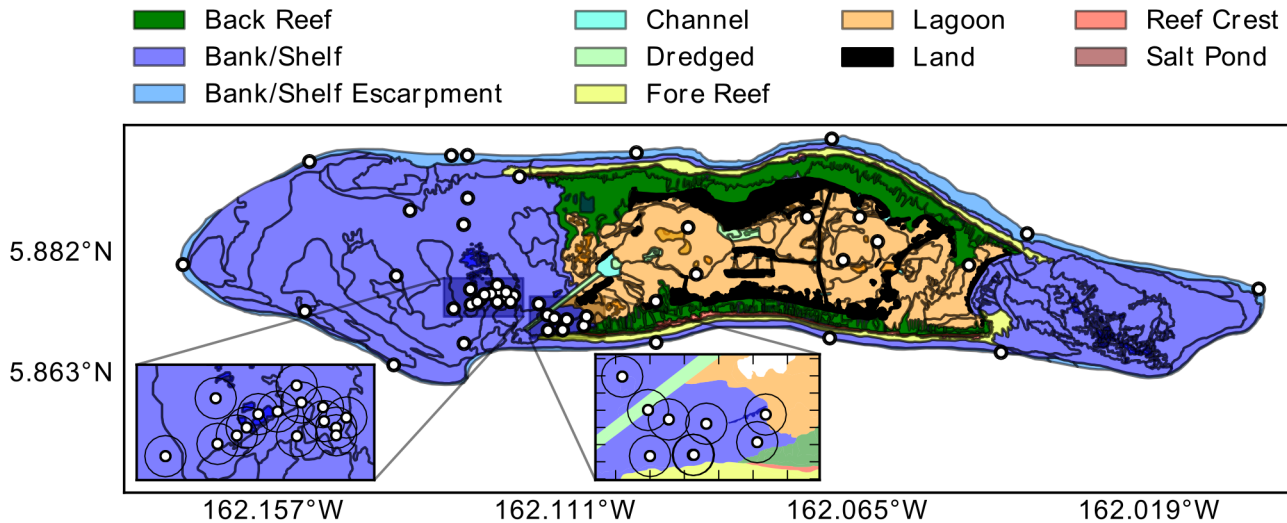 Back Reef
Channel
Lagoon
Reef Crest
Bank/Shelf
Dredged
Land
Salt Pond
Bank/Shelf Escarpment
Fore Reef
5.882°N
5.863°N
162.157°W
162.111°W
162.065°W
162.019°W